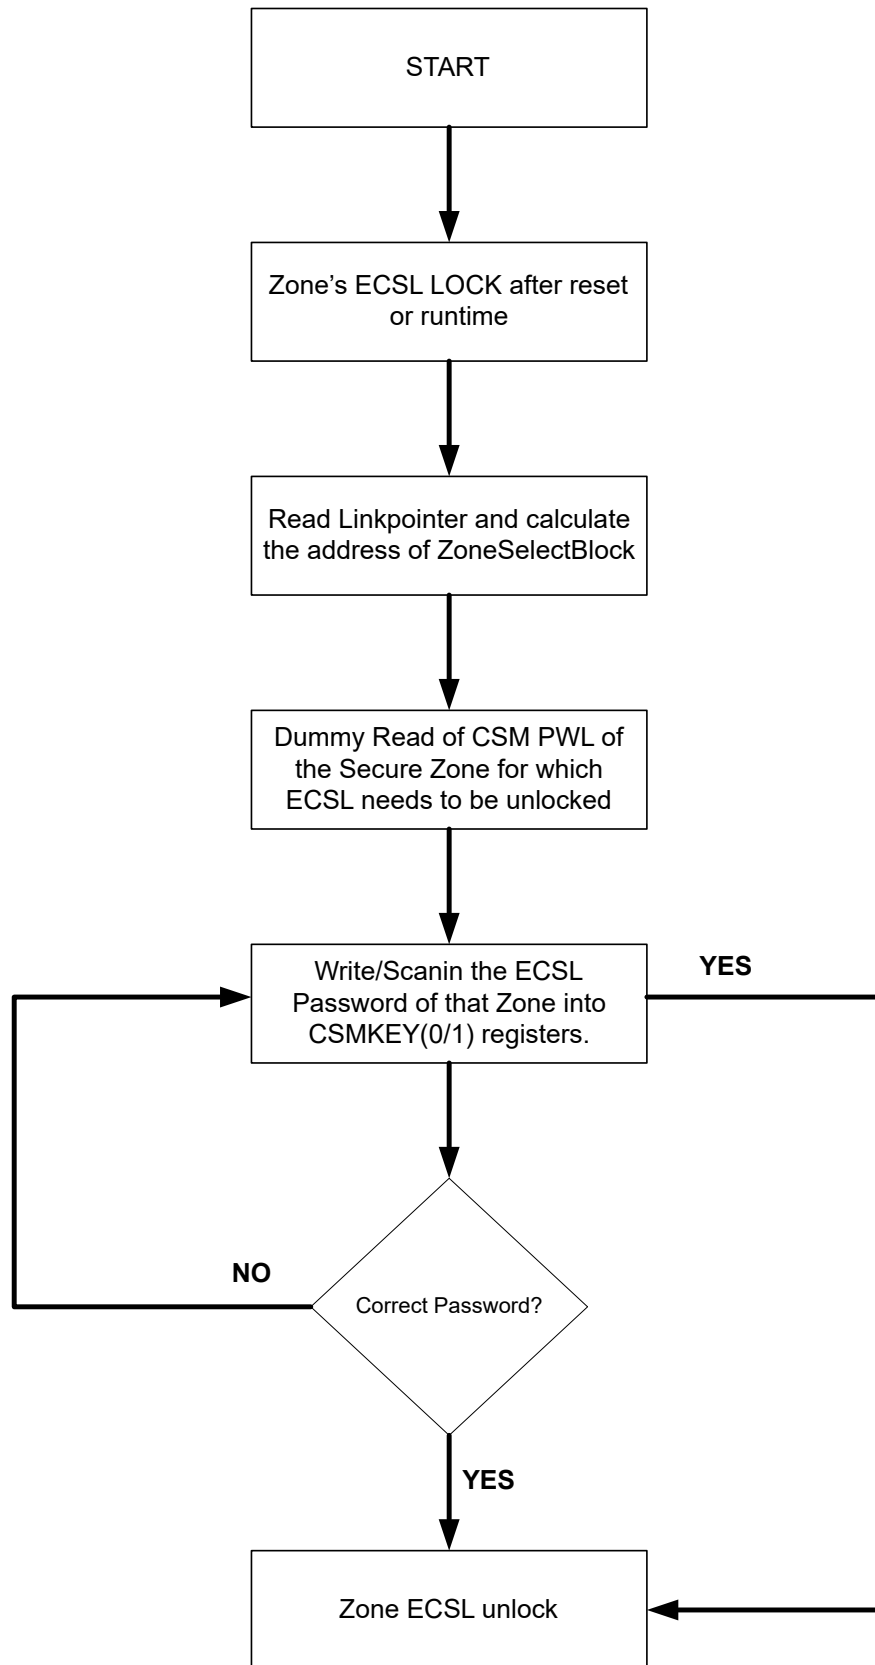 START
Zone’s ECSL LOCK after reset
or runtime
Read Linkpointer and calculate
the address of ZoneSelectBlock
Dummy Read of CSM PWL of
the Secure Zone for which
ECSL needs to be unlocked
Write/Scanin the ECSL
Password of that Zone into
CSMKEY(0/1) registers.
YES
Correct Password?
NO
YES
Zone ECSL unlock